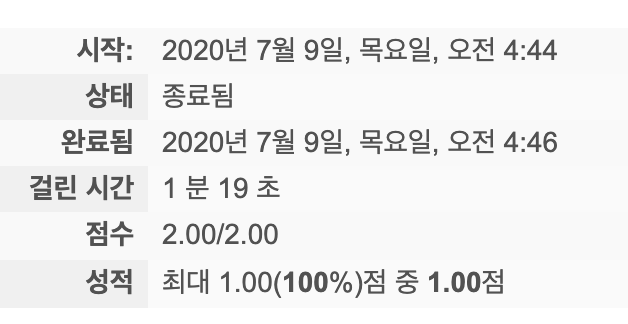 시작: 2020년 7월 9일, 목요일, 오전 4:44
상태 종료됨
완료됨 2020년 7월 9일, 목요일, 오전 4:46
걸린 시간 1 분 19 초
점수 2.00/2.00
성적 최대 1.00(100%)점 중 1.00점